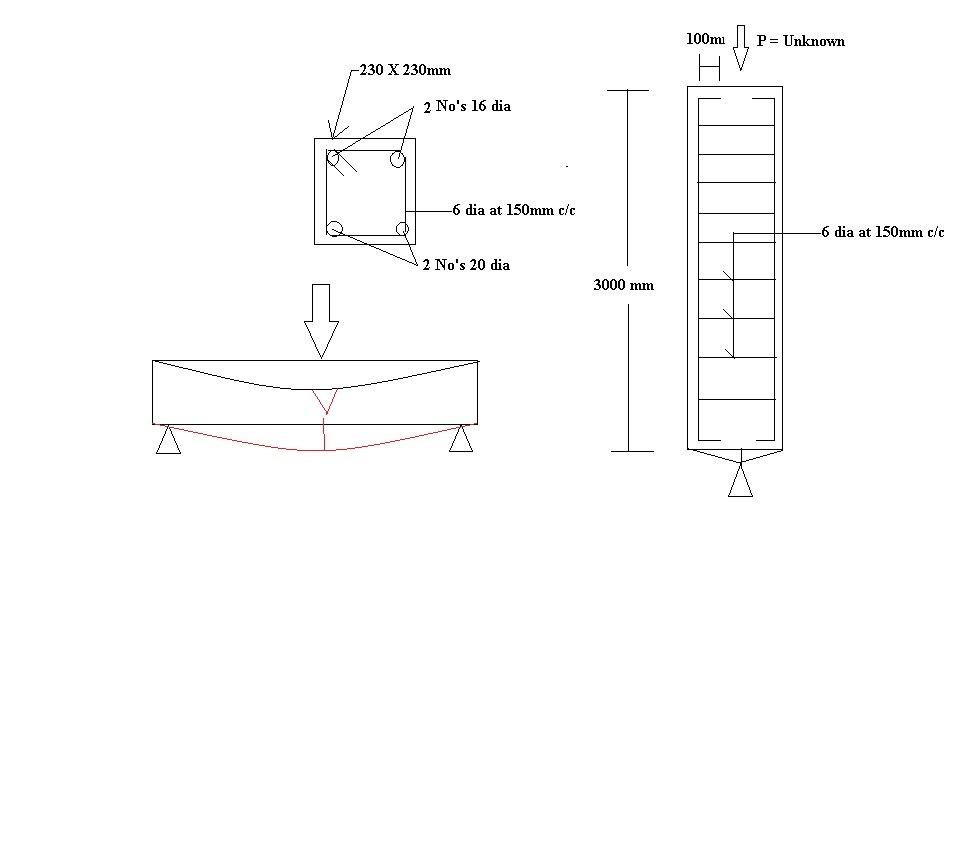 100m
P = Unknown
230 X 230mm
2 No's 16 dia
6 dia at 150mm c/c
6 dia at 150mm c/c
2 No's 20 dia
3000 mm